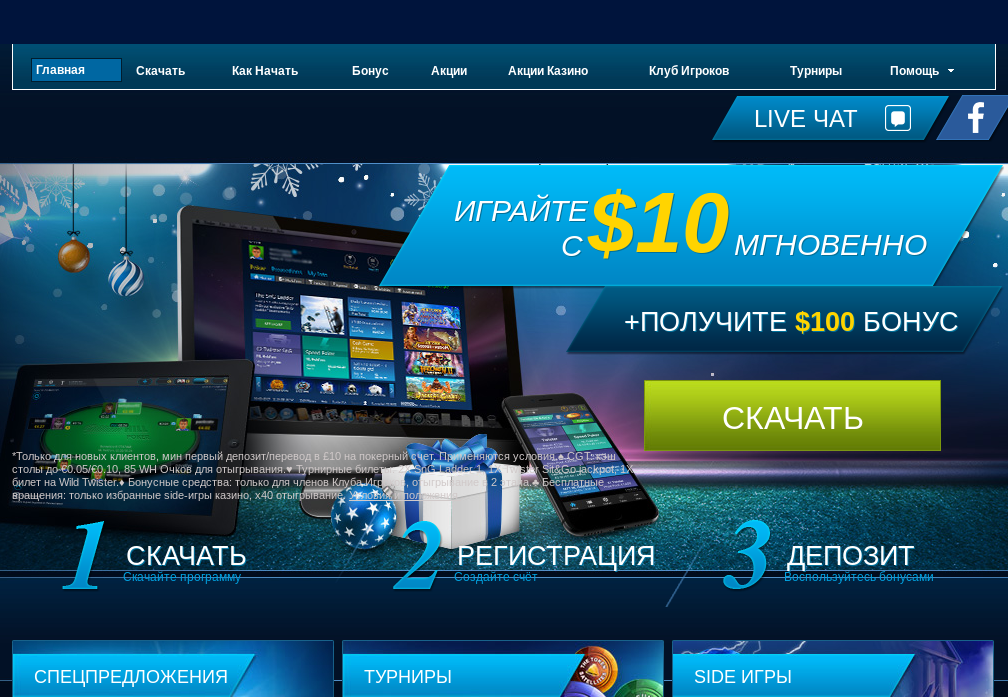 Главная Скачать Как Начать Бонус Акции Акции Казино Клуб Игроков Турниры Помощь
LIVE ЧАТ
ИГРАЙТЕ
С $10 МГНОВЕННО
+ПОЛУЧИТЕ $100 БОНУС
СКАЧАТЬ
*Только для новых клиентов, мин первый депозит/перевод в £10 на покерный счет. Применяются условия.♠ CGT: кэш
столы до €0.05/€0.10, 85 WH Очков для отыгрывания.♥ Турнирные билеты: SnG Ladder 1, 1X Twister Sit&Go jackpot, 1X
билет на Wild Twister.♦ Бонусные средства: только для членов Клуба Игроков, отыгрывание в 2 этапа.♣ Бесплатные
вращения: только избранные side-игры казино, x40 отыгрывание.
1 СКАЧАТЬ
Скачайте программу
2 РЕГИСТРАЦИЯ
Создайте счёт
3 ДЕПОЗИТ
Воспользуйтесь бонусами
СПЕЦПРЕДЛОЖЕНИЯ
ТУРНИРЫ
SIDE ИГРЫ